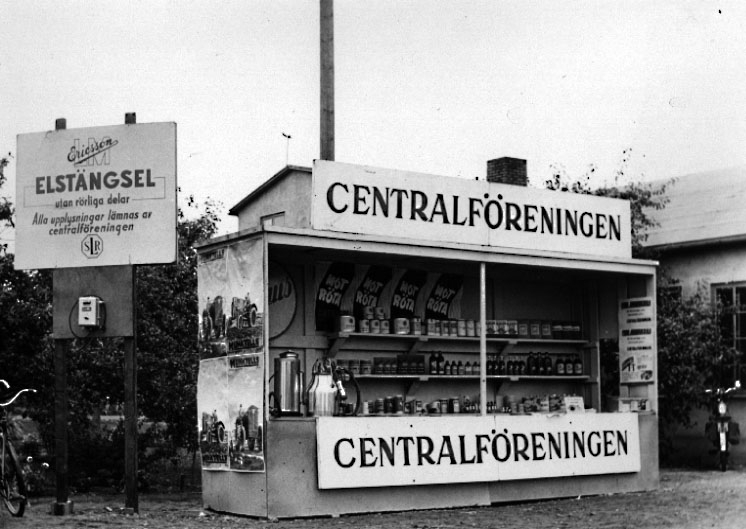 LM
Ericsson
ELSTÄNGSEL
utan rörliga delar
Alla upplysningar lämnas av
centralföreningen
SLR
CENTRALFÖRENINGEN
MOT
RÖTA
MOT
RÖTA
MOT
RÖTA
MOT
RÖTA
CENTRALFÖRENINGEN